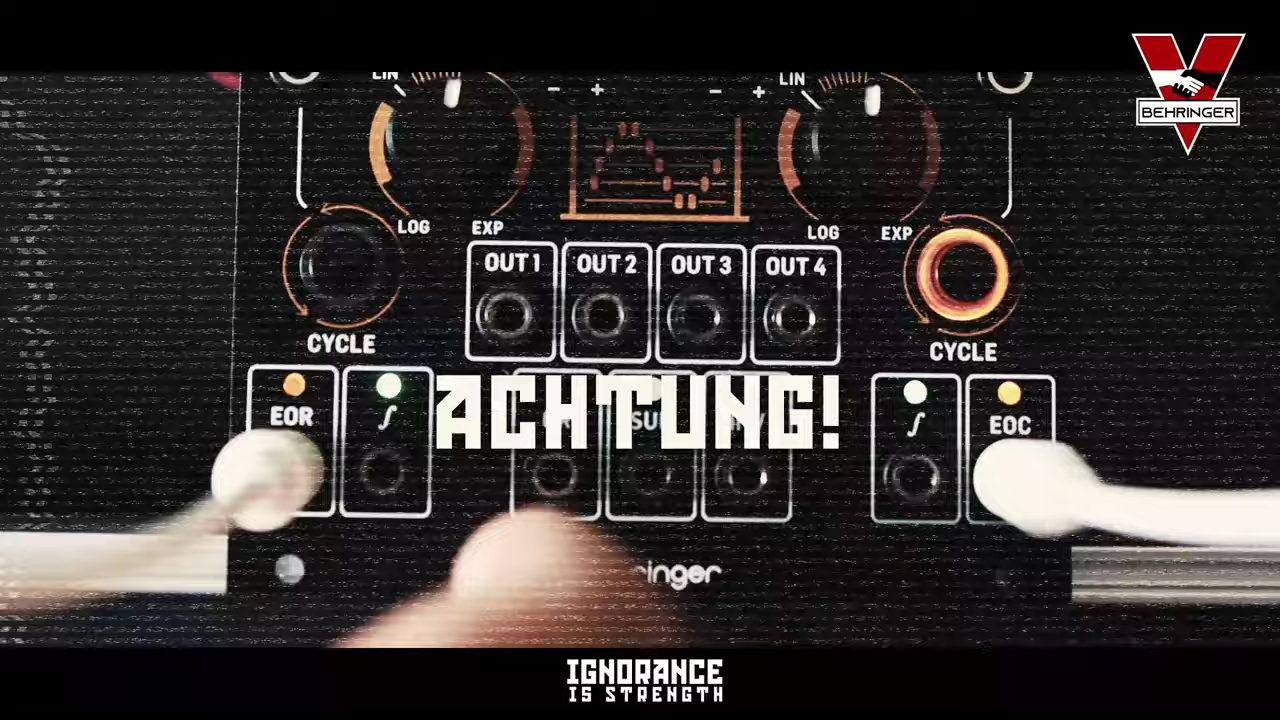 BEHRINGER
LIN
LIN
- +
- +
LOG
EXP
LOG
EXP
OUT 1
OUT 2
OUT 3
OUT 4
CYCLE
CYCLE
EOR
∫
ACHTUNG!
∫
EOC
inger
IGNORANCE
IS STRENGTH